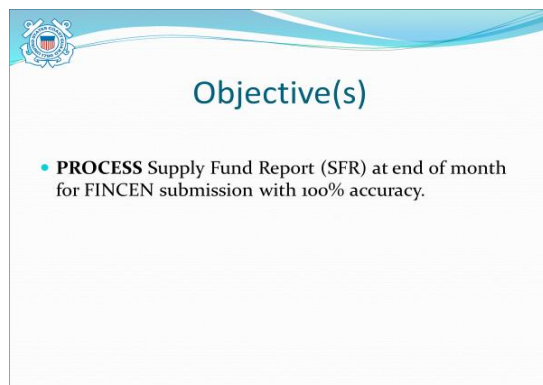 Objective(s)
• PROCESS Supply Fund Report (SFR) at end of month
for FINCEN submission with 100% accuracy.